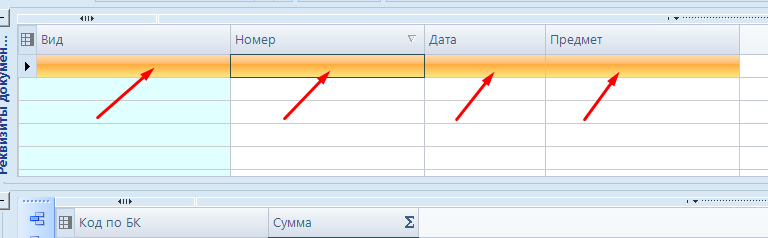 Вид Номер Дата Предмет
Реквизиты докумен...
Код по БК Сумма Σ